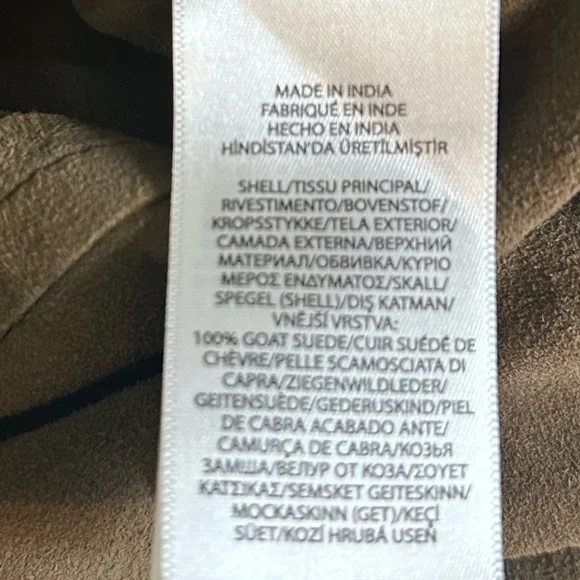 MADE IN INDIA
FABRIQUÉ EN INDE
HECHO EN INDIA
HİNDİSTAN'DA ÜRETİLMİŞTİR
SHELL/TISSU PRINCIPAL/
RIVESTIMENTO/BOVENSTOF/
KROPSSTYKKE/TELA EXTERIOR/
CAMADA EXTERNA/ВЕРХНИЙ
МАТЕРИАЛ/ОБВИВКА/ΚΥΡΙΟ
ΜΕΡΟΣ ΕΝΔΥΜΑΤΟΣ/SKALL/
SPEGEL (SHELL)/DIŞ KATMAN/
VNĚJŠÍ VRSTVA:
100% GOAT SUEDE/CUIR SUÉDÉ DE
CHÈVRE/PELLE SCAMOSCIATA DI
CAPRA/ZIEGENWILDLEDER/
GEITENSUÈDE/GEDERUSKIND/PIEL
DE CABRA ACABADO ANTE/
CAMURÇA DE CABRA/КОЗЬЯ
ЗАМША/ВЕЛУР ОТ КОЗА/ΣΟΥΕΤ
ΚΑΤΣΙΚΑΣ/SEMSKET GEITESKINN/
MOCKASKINN (GET)/KEÇİ
SÜET/KOZÍ HRUBÁ USEŇ